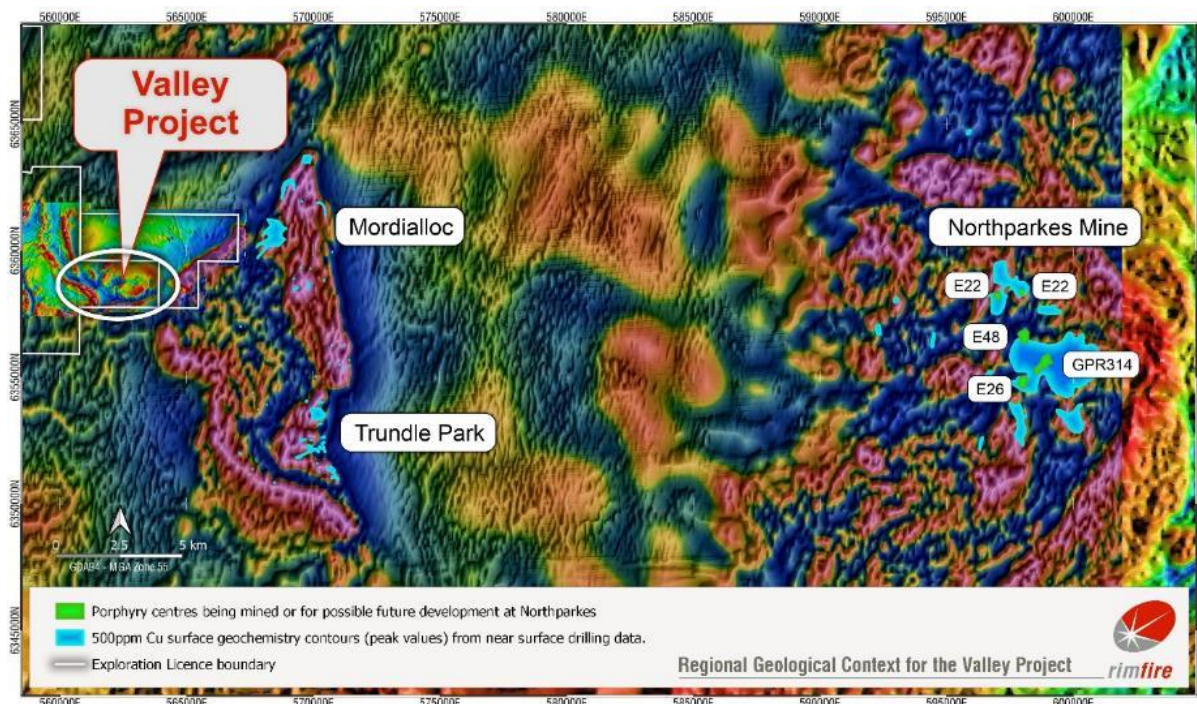 560000E 565000E 570000E 575000E 580000E 585000E 590000E 595000E 600000E
6365000N
6360000N
6355000N
6350000N
6345000N
Valley
Project
Mordialloc
Northparkes Mine
E22
E22
E48
GPR314
E26
Trundle Park
0 2.5 5 km
GDA94 - MGA Zone 55
Porphyry centres being mined or for possible future development at Northparkes
500ppm Cu surface geochemistry contours (peak values) from near surface drilling data.
Exploration Licence boundary
Regional Geological Context for the Valley Project
rimfire
560000E 565000E 570000E 575000E 580000E 585000E 590000E 595000E 600000E